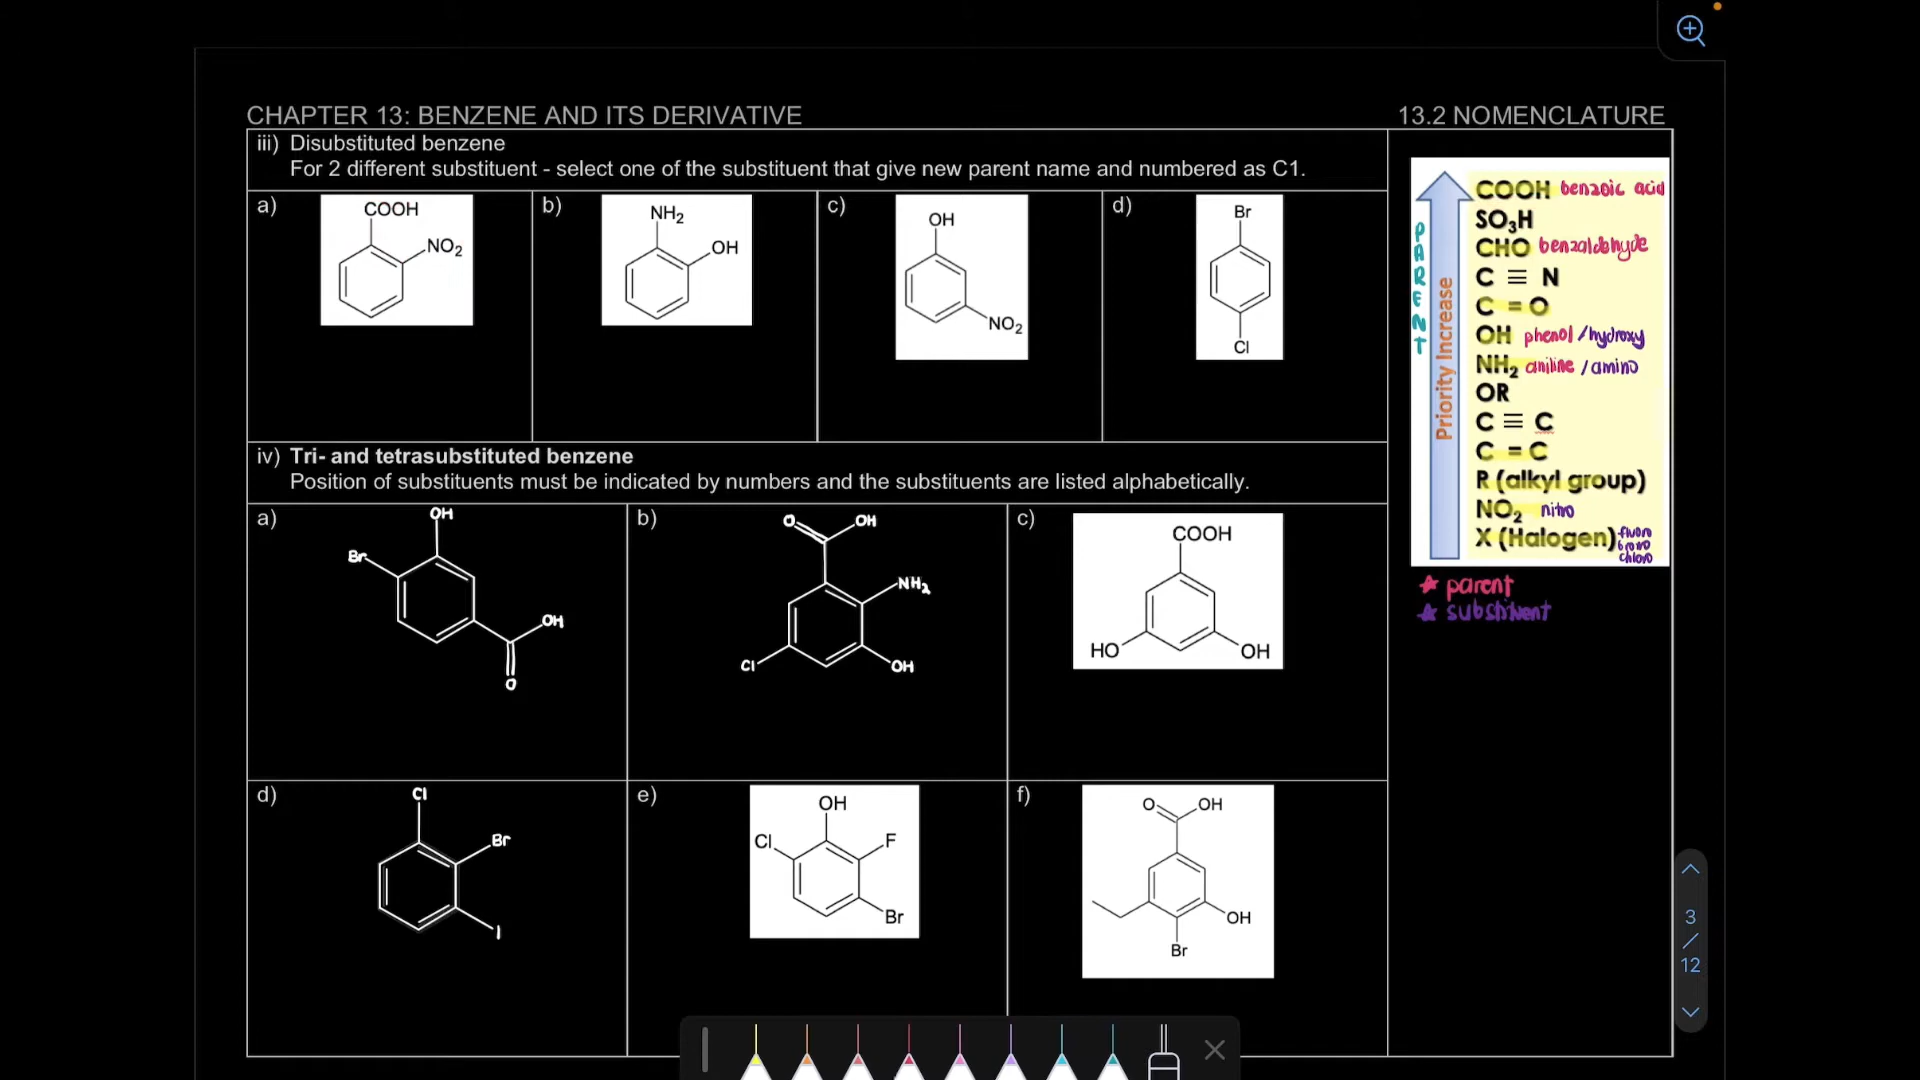 CHAPTER 13: BENZENE AND ITS DERIVATIVE
13.2 NOMENCLATURE
iii) Disubstituted benzene
For 2 different substituent - select one of the substituent that give new parent name and numbered as C1.
a)
COOH
NO2
b)
NH2
OH
c)
OH
NO2
d)
Br
Cl
iv) Tri- and tetrasubstituted benzene
Position of substituents must be indicated by numbers and the substituents are listed alphabetically.
a)
OH
Br
OH
O
b)
O OH
NH2
Cl
OH
c)
COOH
HO OH
d)
Cl
Br
I
e)
OH
Cl F
Br
f)
O OH
OH
Br
PARENT
Priority Increase
COOH benzoic acid
SO3H
CHO benzaldehyde
C ≡ N
C = O
OH phenol /hydroxy
NH2 aniline /amino
OR
C ≡ C
C = C
R (alkyl group)
NO2 nitro
X (Halogen) fluoro
bromo
chloro
★ parent
★ substituent
3
/
12